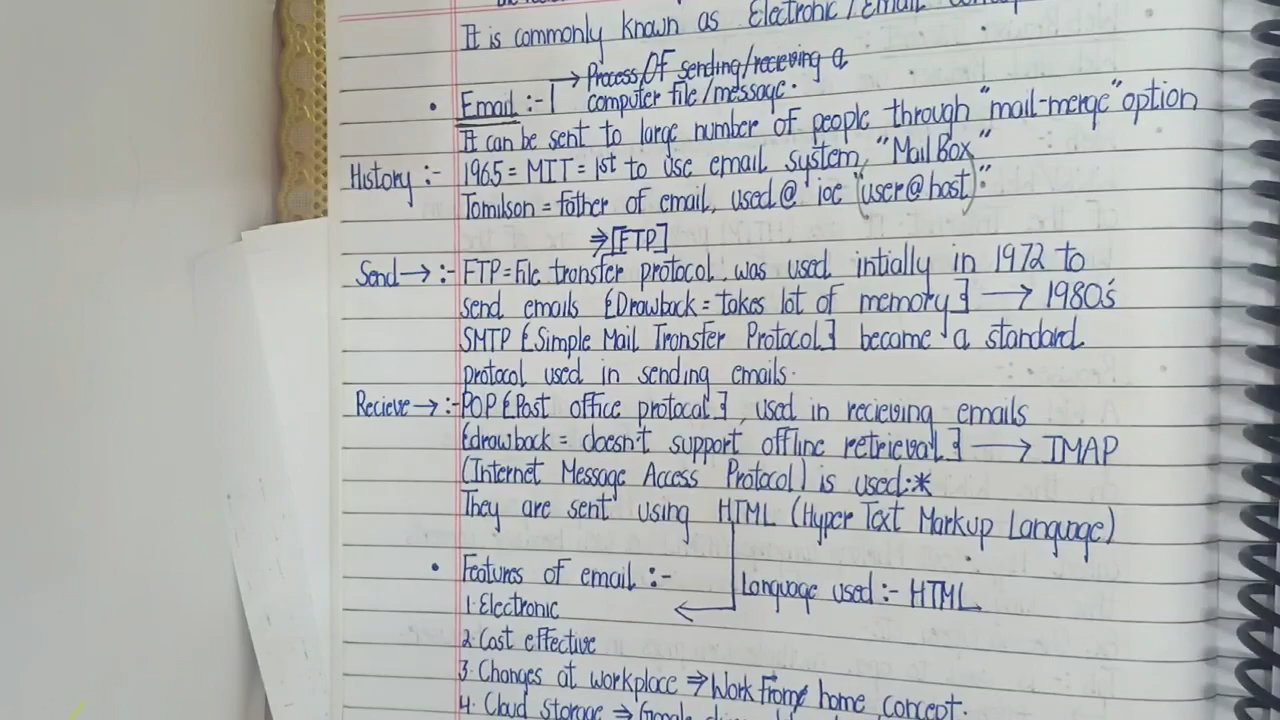 It is commonly known as Electronic/Email
• Email :- → Process Of sending/recieving a
computer file/message.
It can be sent to large number of people through "mail-merge" option
History :- 1965 = MIT = 1st to use email system, "MailBox"
Tomilson = father of email, used @ ioe "(user@host)"
⇒ [FTP]
Send → :- FTP = File transfer protocol was used intially in 1972 to
send emails {Drawback = takes lot of memory} → 1980's
SMTP {Simple Mail Transfer Protocol} became a standard
protocol used in sending emails.
Recieve → :- POP {Post office protocal}, used in recieving emails
{drawback = doesn't support offline retrieval} → IMAP
(Internet Message Access Protocol) is used:*
They are sent using HTML (Hyper Text Markup Language)
• Features of email :-
Language used :- HTML
1. Electronic
2. Cost effective
3. Changes at workplace ⇒ Work From home concept.
4. Cloud storage ⇒ Google